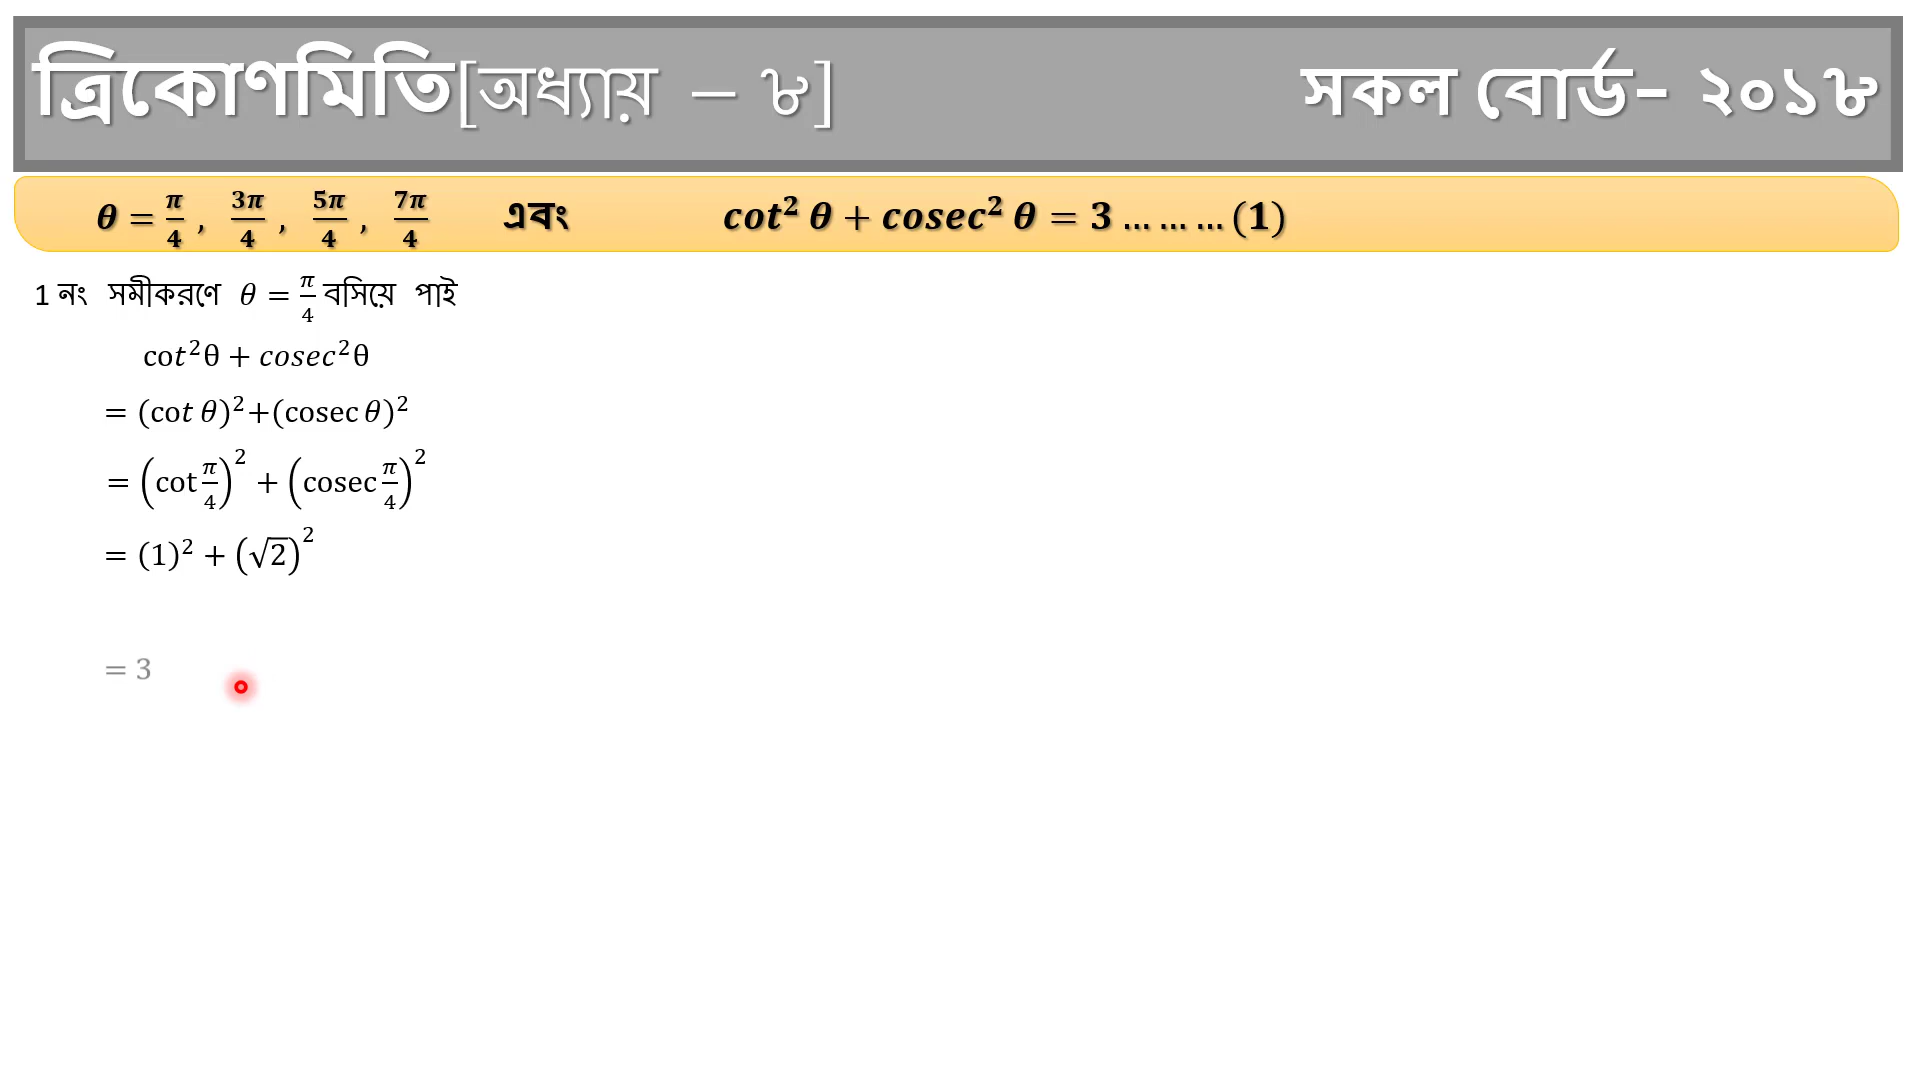 ত্রিকোণমিতি[অধ্যায় – ৮] সকল বোর্ড– ২০১৮
θ = π/4 , 3π/4 , 5π/4 , 7π/4 এবং cot² θ + cosec² θ = 3 … … … (1)
1 নং সমীকরণে θ = π/4 বসিয়ে পাই
cot²θ + cosec²θ
= (cot θ)²+(cosec θ)²
= (cot π/4)² + (cosec π/4)²
= (1)² + (√2)²
= 3